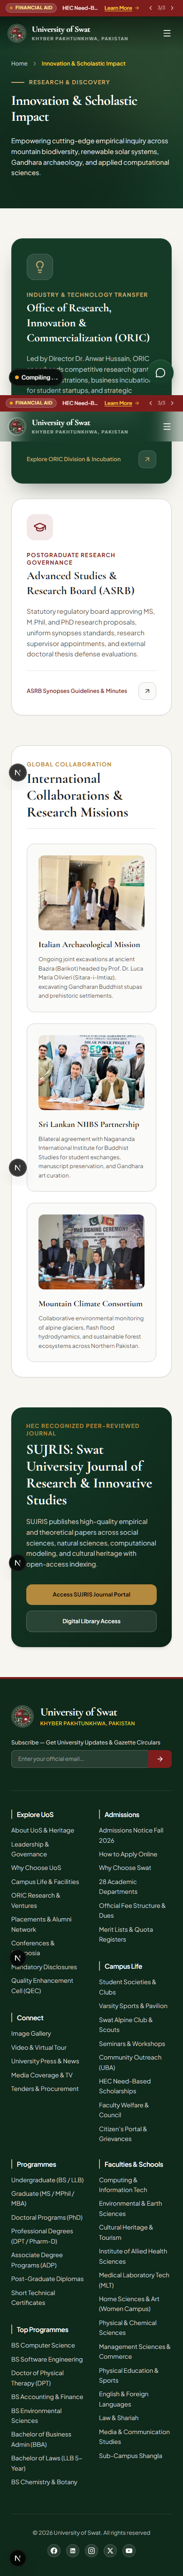 FINANCIAL AID
HEC Need-B...
Learn More →
3/3
University of Swat
KHYBER PAKHTUNKHWA, PAKISTAN
Home > Innovation & Scholastic Impact
RESEARCH & DISCOVERY
Innovation & Scholastic
Impact
Empowering cutting-edge empirical inquiry across
mountain biodiversity, renewable solar systems,
Gandhara archaeology, and applied computational
sciences.
INDUSTRY & TECHNOLOGY TRANSFER
Office of Research,
Innovation &
Commercialization (ORIC)
Led by Director Dr. Anwar Hussain, ORIC
competitive research grants,
registrations, business incubation
for student startups, and strategic
Compiling...
FINANCIAL AID
HEC Need-B...
Learn More →
3/3
University of Swat
KHYBER PAKHTUNKHWA, PAKISTAN
Explore ORIC Division & Incubation
POSTGRADUATE RESEARCH
GOVERNANCE
Advanced Studies &
Research Board (ASRB)
Statutory regulatory board approving MS,
M.Phil, and PhD research proposals,
uniform synopses standards, research
supervisor appointments, and external
doctoral thesis defense evaluations.
ASRB Synopses Guidelines & Minutes
GLOBAL COLLABORATION
International
Collaborations &
Research Missions
Italian Archaeological Mission
Ongoing joint excavations at ancient
Bazira (Barikot) headed by Prof. Dr. Luca
Maria Olivieri (Sitara-i-Imtiaz),
excavating Gandharan Buddhist stupas
and prehistoric settlements.
Sri Lankan NIIBS Partnership
Bilateral agreement with Nagananda
International Institute for Buddhist
Studies for student exchanges,
manuscript preservation, and Gandhara
art curation.
Mountain Climate Consortium
Collaborative environmental monitoring
of alpine glaciers, flash flood
hydrodynamics, and sustainable forest
ecosystems across Northern Pakistan.
HEC RECOGNIZED PEER-REVIEWED
JOURNAL
SUJRIS: Swat
University Journal of
Research & Innovative
Studies
SUJRIS publishes high-quality empirical
and theoretical papers across social
sciences, natural sciences, computational
modeling, and cultural heritage with
open-access indexing.
Access SUJRIS Journal Portal
Digital Library Access
University of Swat
KHYBER PAKHTUNKHWA, PAKISTAN
Subscribe — Get University Updates & Gazette Circulars
Enter your official email...
Explore UoS
About UoS & Heritage
Leadership &
Governance
Why Choose UoS
Campus Life & Facilities
ORIC Research &
Ventures
Placements & Alumni
Network
Conferences &
Mandatory Disclosures
Quality Enhancement
Cell (QEC)
Connect
Image Gallery
Video & Virtual Tour
University Press & News
Media Coverage & TV
Tenders & Procurement
Admissions
Admissions Notice Fall
2026
How to Apply Online
Why Choose Swat
28 Academic
Departments
Official Fee Structure &
Dues
Merit Lists & Quota
Registers
Campus Life
Student Societies &
Clubs
Varsity Sports & Pavilion
Swat Alpine Club &
Scouts
Seminars & Workshops
Community Outreach
(UBA)
HEC Need-Based
Scholarships
Faculty Welfare &
Council
Citizen's Portal &
Grievances
Programmes
Undergraduate (BS / LLB)
Graduate (MS / MPhil /
MBA)
Doctoral Programs (PhD)
Professional Degrees
(DPT / Pharm-D)
Associate Degree
Programs (ADP)
Post-Graduate Diplomas
Short Technical
Certificates
Top Programmes
BS Computer Science
BS Software Engineering
Doctor of Physical
Therapy (DPT)
BS Accounting & Finance
BS Environmental
Sciences
Bachelor of Business
Admin (BBA)
Bachelor of Laws (LLB 5-
Year)
BS Chemistry & Botany
Faculties & Schools
Computing &
Information Tech
Environmental & Earth
Sciences
Cultural Heritage &
Tourism
Institute of Allied Health
Sciences
Medical Laboratory Tech
(MLT)
Home Sciences & Art
(Women Campus)
Physical & Chemical
Sciences
Management Sciences &
Commerce
Physical Education &
Sports
English & Foreign
Languages
Law & Shariah
Media & Communication
Studies
Sub-Campus Shangla
© 2026 University of Swat. All rights reserved